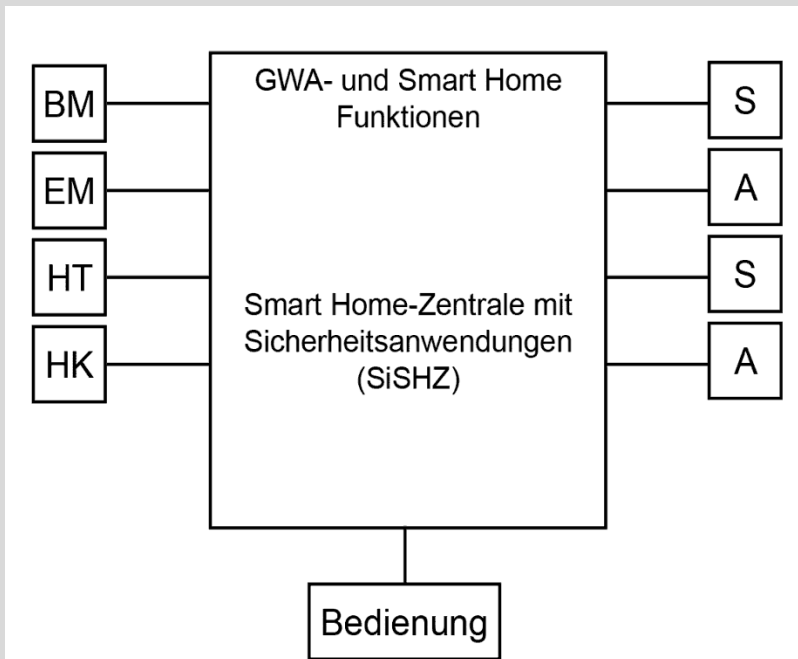 GWA- und Smart Home
Funktionen
BM
EM
HT
HK
Smart Home-Zentrale mit
Sicherheitsanwendungen
(SiSHZ)
S
A
S
A
Bedienung